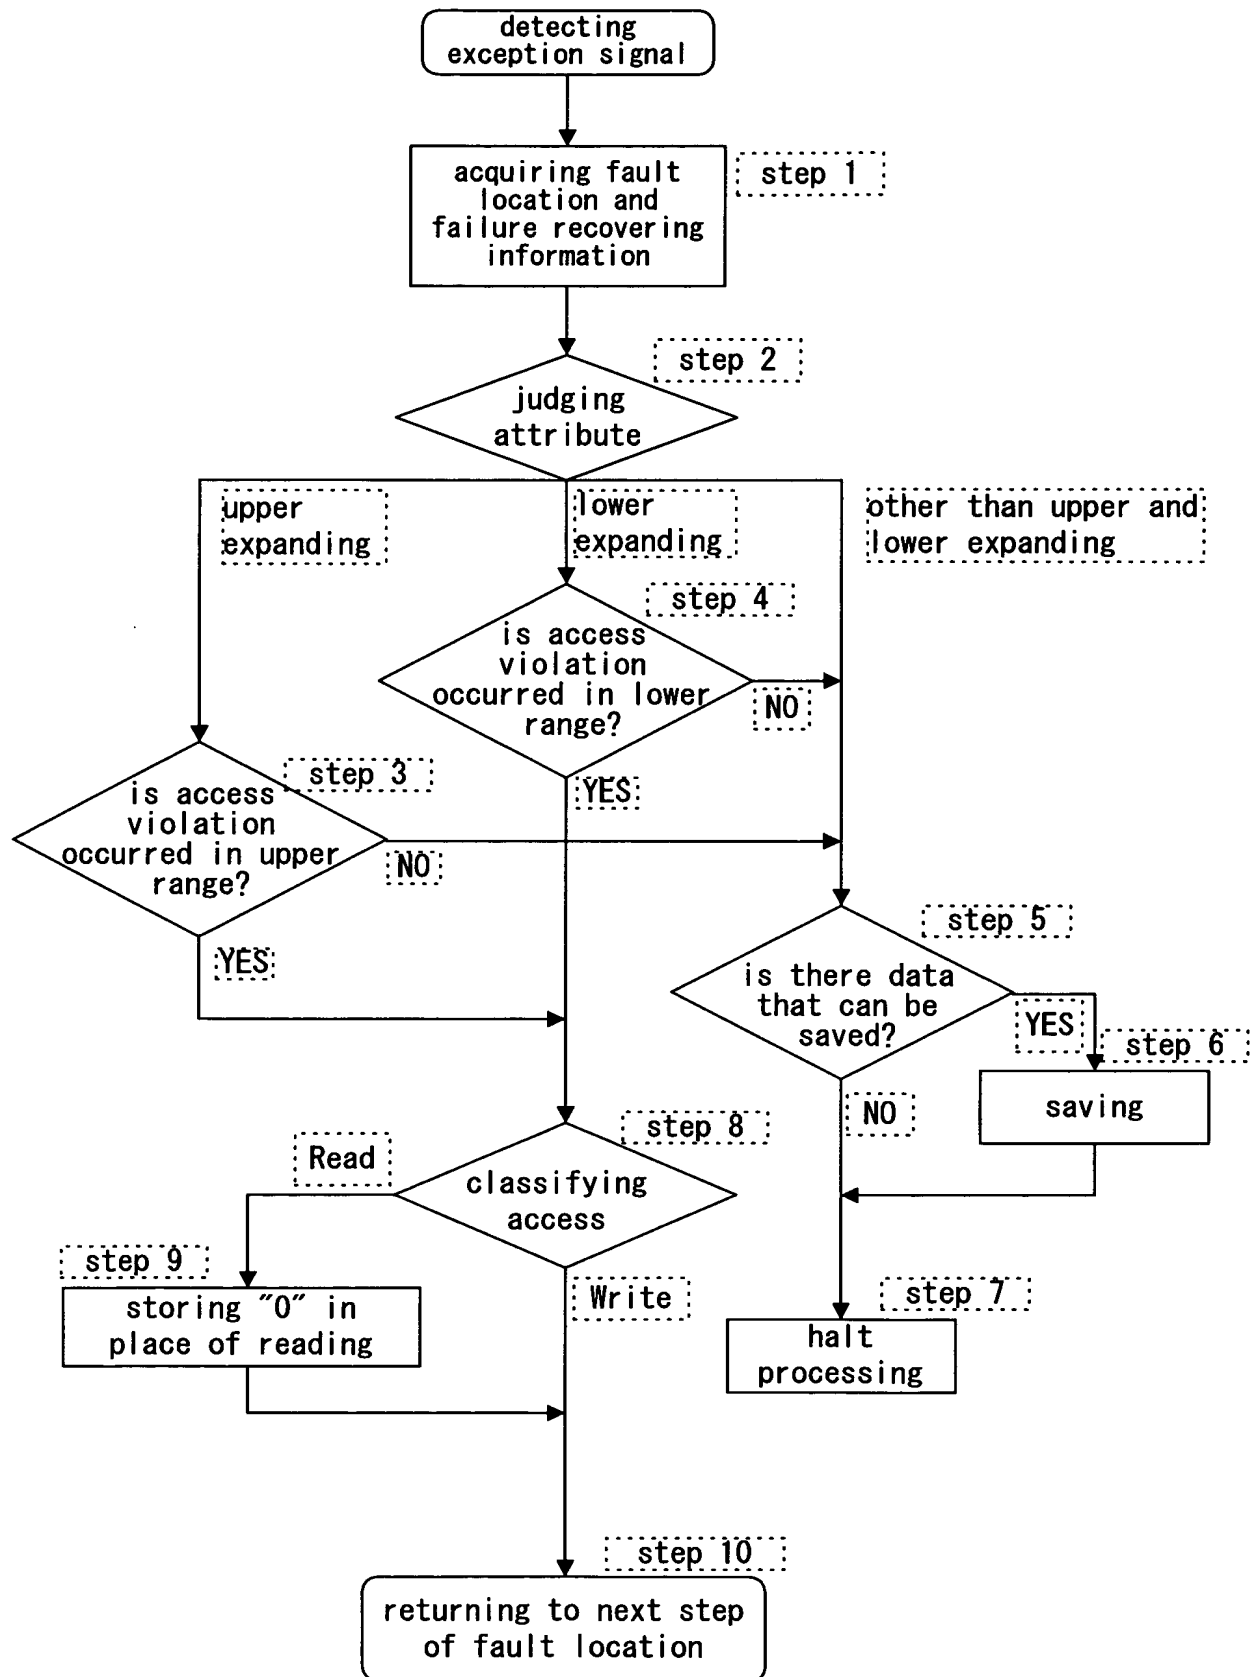 detecting
exception signal
acquiring fault
location and
failure recovering
information
step 1
step 2
judging
attribute
upper
expanding
lower
expanding
other than upper and
lower expanding
step 4
is access
violation
occurred in lower
range?
NO
YES
step 3
is access
violation
occurred in upper
range?
NO
YES
step 5
is there data
that can be
saved?
YES
NO
step 6
saving
step 8
Read
classifying
access
step 9
storing "0" in
place of reading
Write
step 7
halt
processing
step 10
returning to next step
of fault location